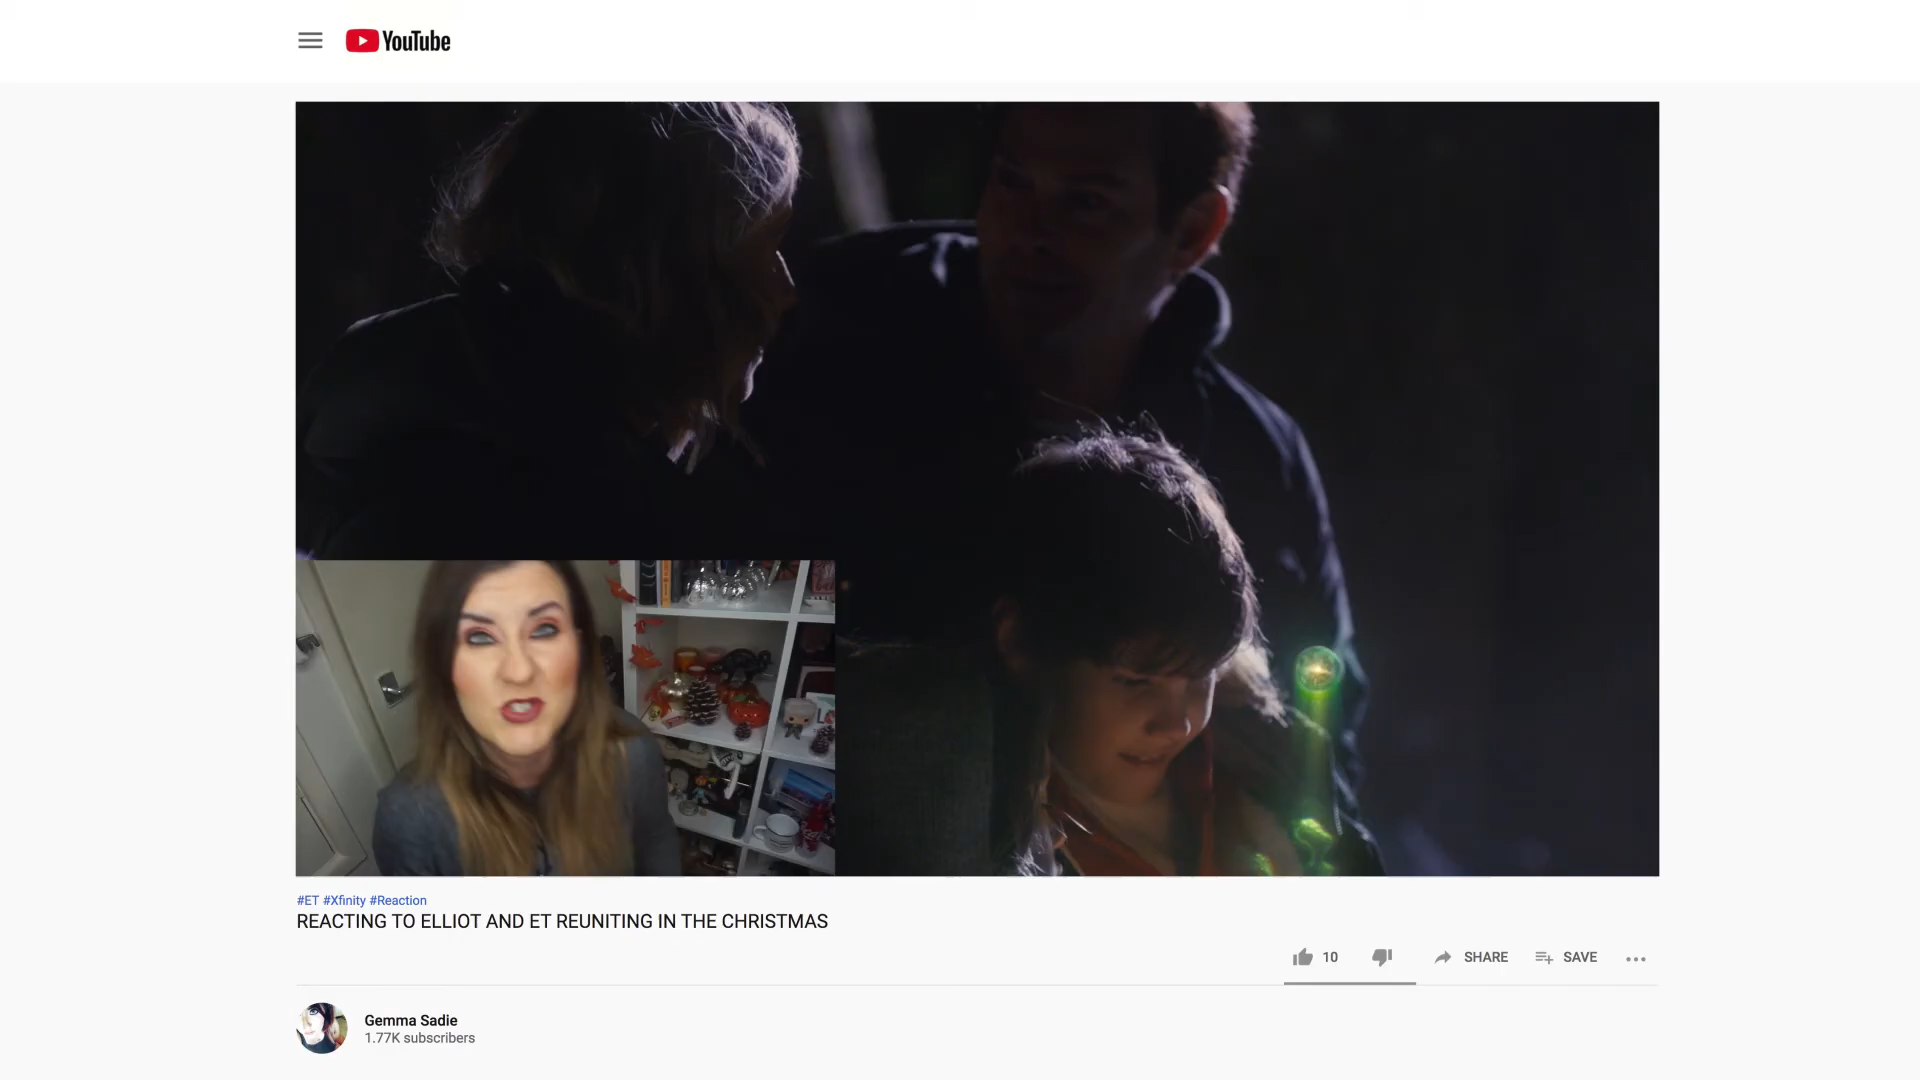 YouTube
#ET #Xfinity #Reaction
REACTING TO ELLIOT AND ET REUNITING IN THE CHRISTMAS
10 SHARE SAVE
Gemma Sadie
1.77K subscribers